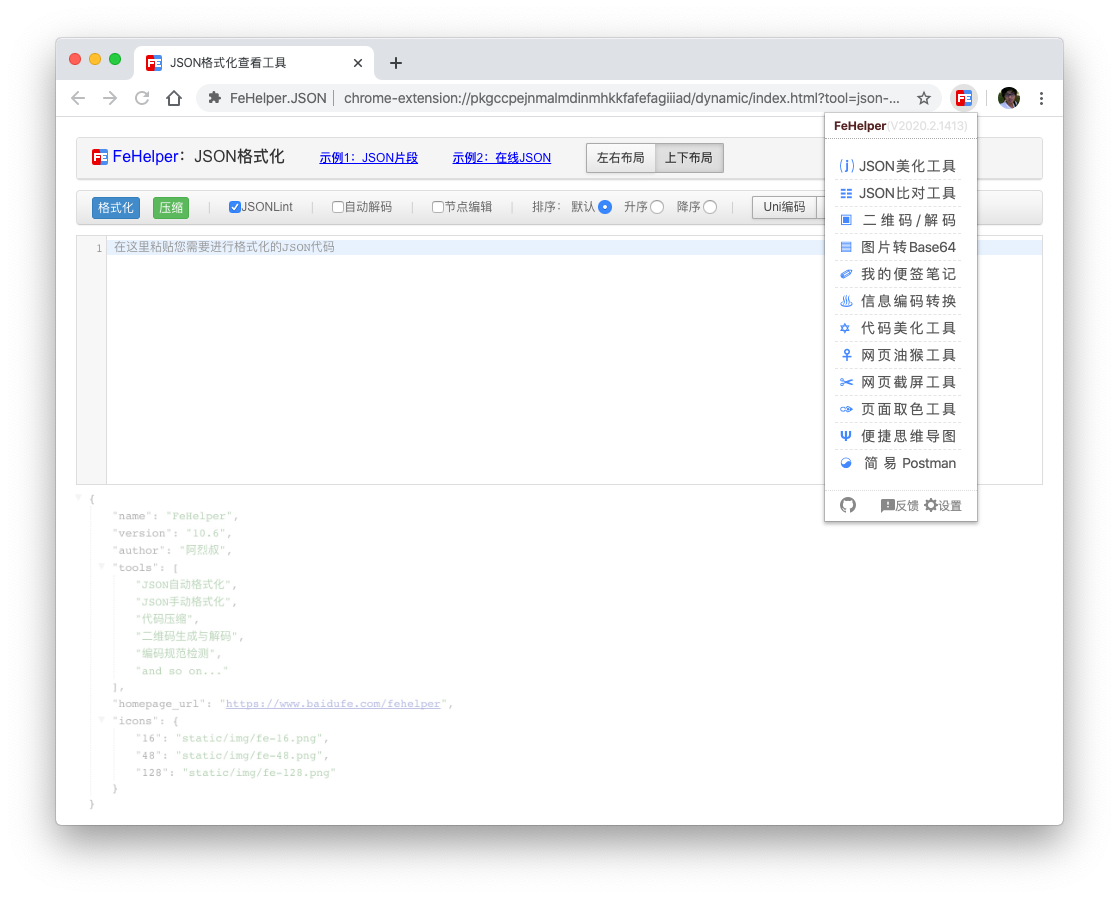 JSON格式化查看工具
FeHelper.JSON
chrome-extension://pkgccpejnmalmdinmhkkfafefagiiiad/dynamic/index.html?tool=json-...
FeHelper：JSON格式化 示例1：JSON片段 示例2：在线JSON 左右布局 上下布局
格式化 压缩 | JSONLint | 自动解码 | 节点编辑 | 排序： 默认 升序 降序 | Uni编码
1 在这里粘贴您需要进行格式化的JSON代码
{
"name": "FeHelper",
"version": "10.6",
"author": "阿烈叔",
"tools": [
"JSON自动格式化",
"JSON手动格式化",
"代码压缩",
"二维码生成与解码",
"编码规范检测",
"and so on..."
],
"homepage_url": "https://www.baidufe.com/fehelper",
"icons": {
"16": "static/img/fe-16.png",
"48": "static/img/fe-48.png",
"128": "static/img/fe-128.png"
}
}
FeHelper(V2020.2.1413)
JSON美化工具
JSON比对工具
二维码/解码
图片转Base64
我的便签笔记
信息编码转换
代码美化工具
网页油猴工具
网页截屏工具
页面取色工具
便捷思维导图
简易 Postman
反馈 设置